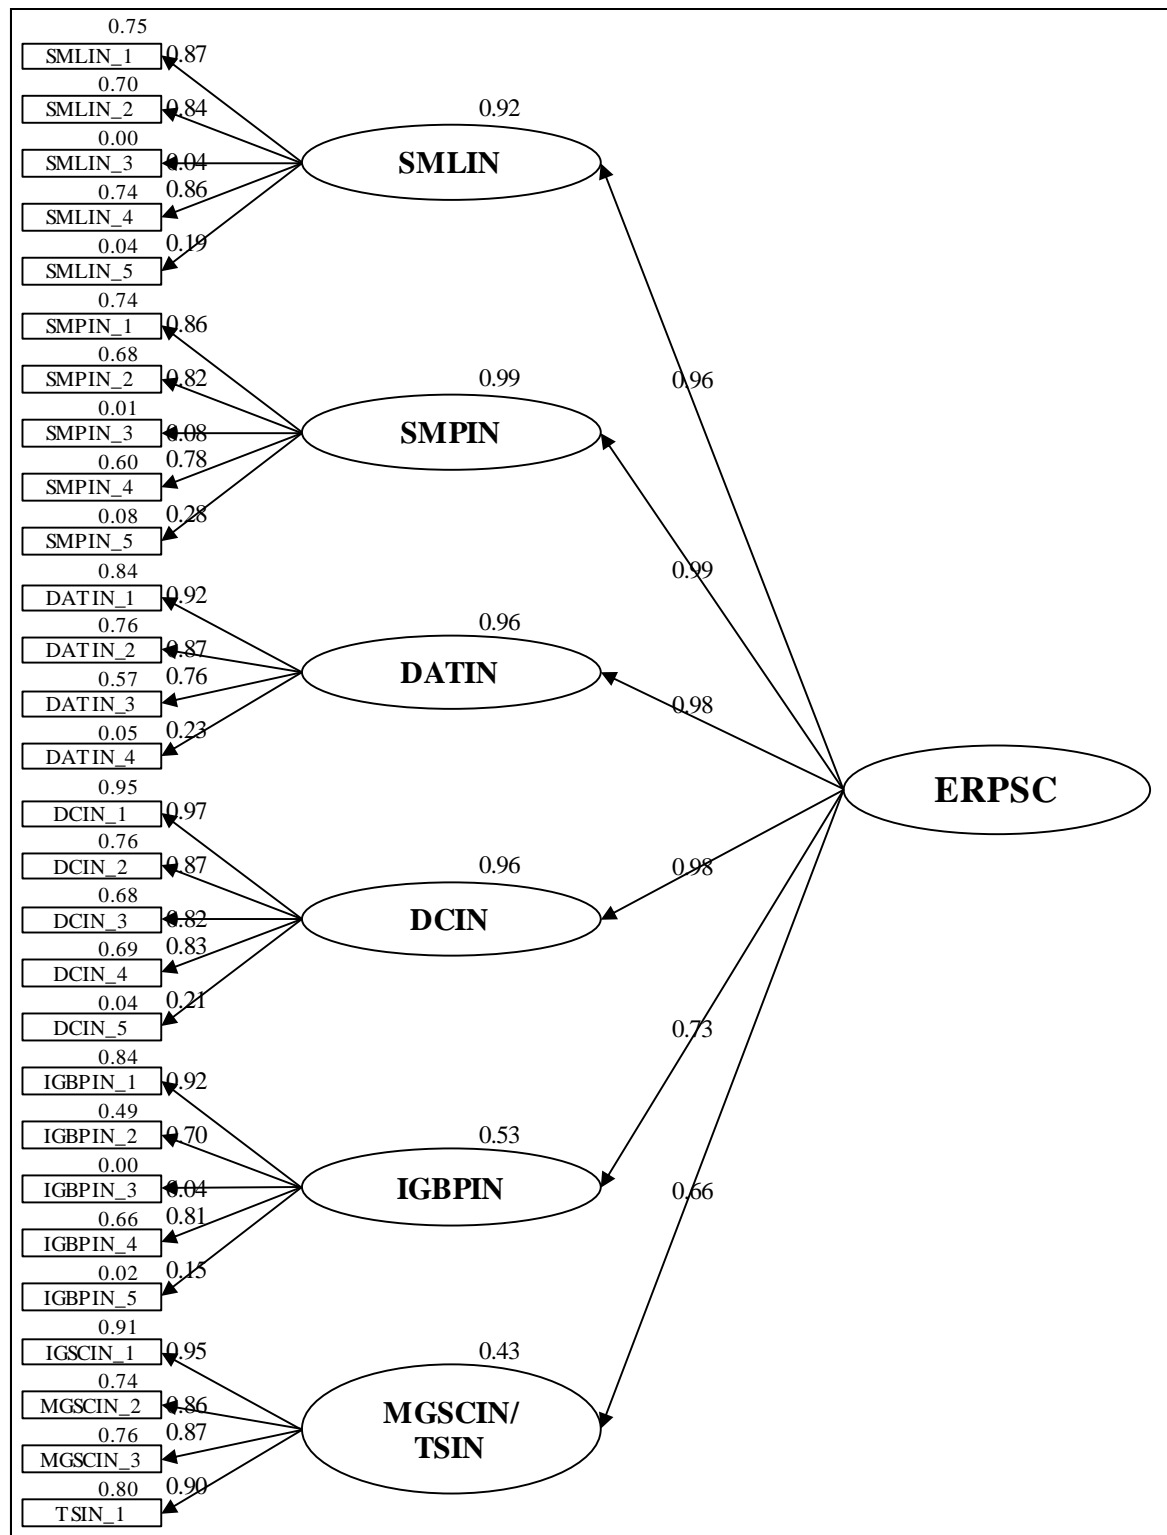 0.75
SMLIN_1 0.87
0.70
SMLIN_2 0.84
0.00
SMLIN_3 0.04
0.74
SMLIN_4 0.86
0.04
SMLIN_5 0.19
0.92
SMLIN
0.74
SMPIN_1 0.86
0.68
SMPIN_2 0.82
0.01
SMPIN_3 0.08
0.60
SMPIN_4 0.78
0.08
SMPIN_5 0.28
0.99
SMPIN
0.84
DATIN_1 0.92
0.76
DATIN_2 0.87
0.57
DATIN_3 0.76
0.05
DATIN_4 0.23
0.96
DATIN
0.95
DCIN_1 0.97
0.76
DCIN_2 0.87
0.68
DCIN_3 0.82
0.69
DCIN_4 0.83
0.04
DCIN_5 0.21
0.96
DCIN
0.84
IGBPIN_1 0.92
0.49
IGBPIN_2 0.70
0.00
IGBPIN_3 0.04
0.66
IGBPIN_4 0.81
0.02
IGBPIN_5 0.15
0.53
IGBPIN
0.91
IGSCIN_1 0.95
0.74
MGSCIN_2 0.86
0.76
MGSCIN_3 0.87
0.80
TSIN_1 0.90
0.43
MGSCIN/
TSIN
0.96
0.99
0.98
0.98
0.73
0.66
ERPSC